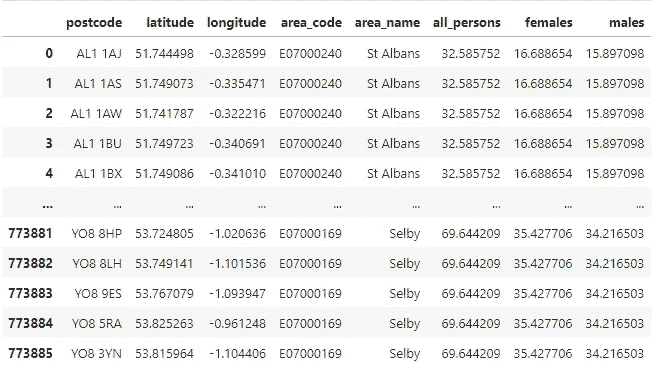 postcode latitude longitude area_code area_name all_persons females males
0 AL1 1AJ 51.744498 -0.328599 E07000240 St Albans 32.585752 16.688654 15.897098
1 AL1 1AS 51.749073 -0.335471 E07000240 St Albans 32.585752 16.688654 15.897098
2 AL1 1AW 51.741787 -0.322216 E07000240 St Albans 32.585752 16.688654 15.897098
3 AL1 1BU 51.749723 -0.340691 E07000240 St Albans 32.585752 16.688654 15.897098
4 AL1 1BX 51.749086 -0.341010 E07000240 St Albans 32.585752 16.688654 15.897098
... ... ... ... ... ... ... ... ...
773881 YO8 8HP 53.724805 -1.020636 E07000169 Selby 69.644209 35.427706 34.216503
773882 YO8 8LH 53.749141 -1.101536 E07000169 Selby 69.644209 35.427706 34.216503
773883 YO8 9ES 53.767079 -1.093947 E07000169 Selby 69.644209 35.427706 34.216503
773884 YO8 5RA 53.825263 -0.961248 E07000169 Selby 69.644209 35.427706 34.216503
773885 YO8 3YN 53.815964 -1.104406 E07000169 Selby 69.644209 35.427706 34.216503